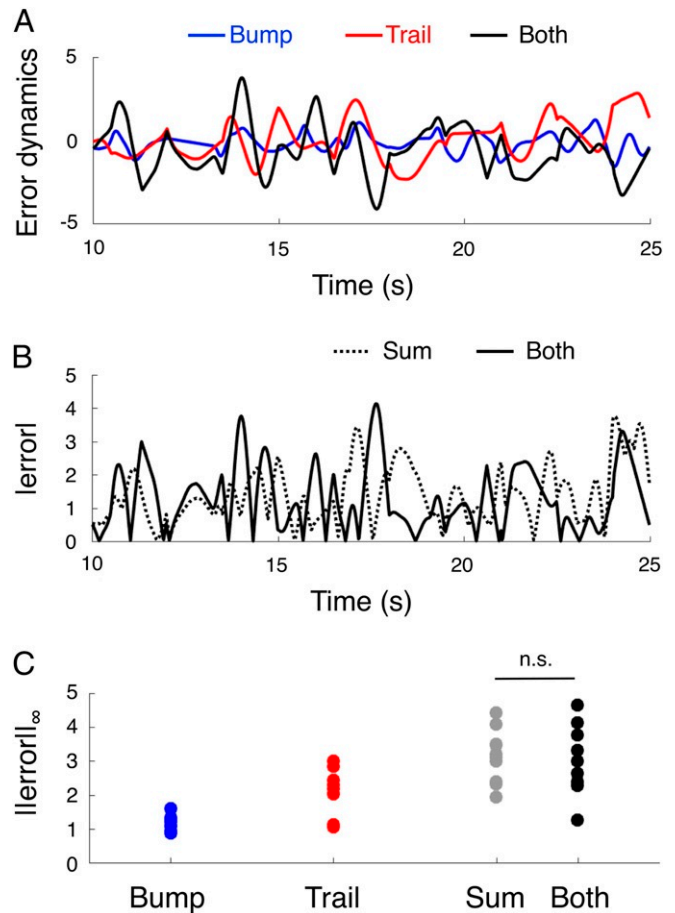 A
Bump Trail Both
Error dynamics
5
0
-5
10 15 20 25
Time (s)
B
Sum Both
|error|
5
4
3
2
1
0
10 15 20 25
Time (s)
C
n.s.
||error||∞
5
4
3
2
1
0
Bump Trail Sum Both